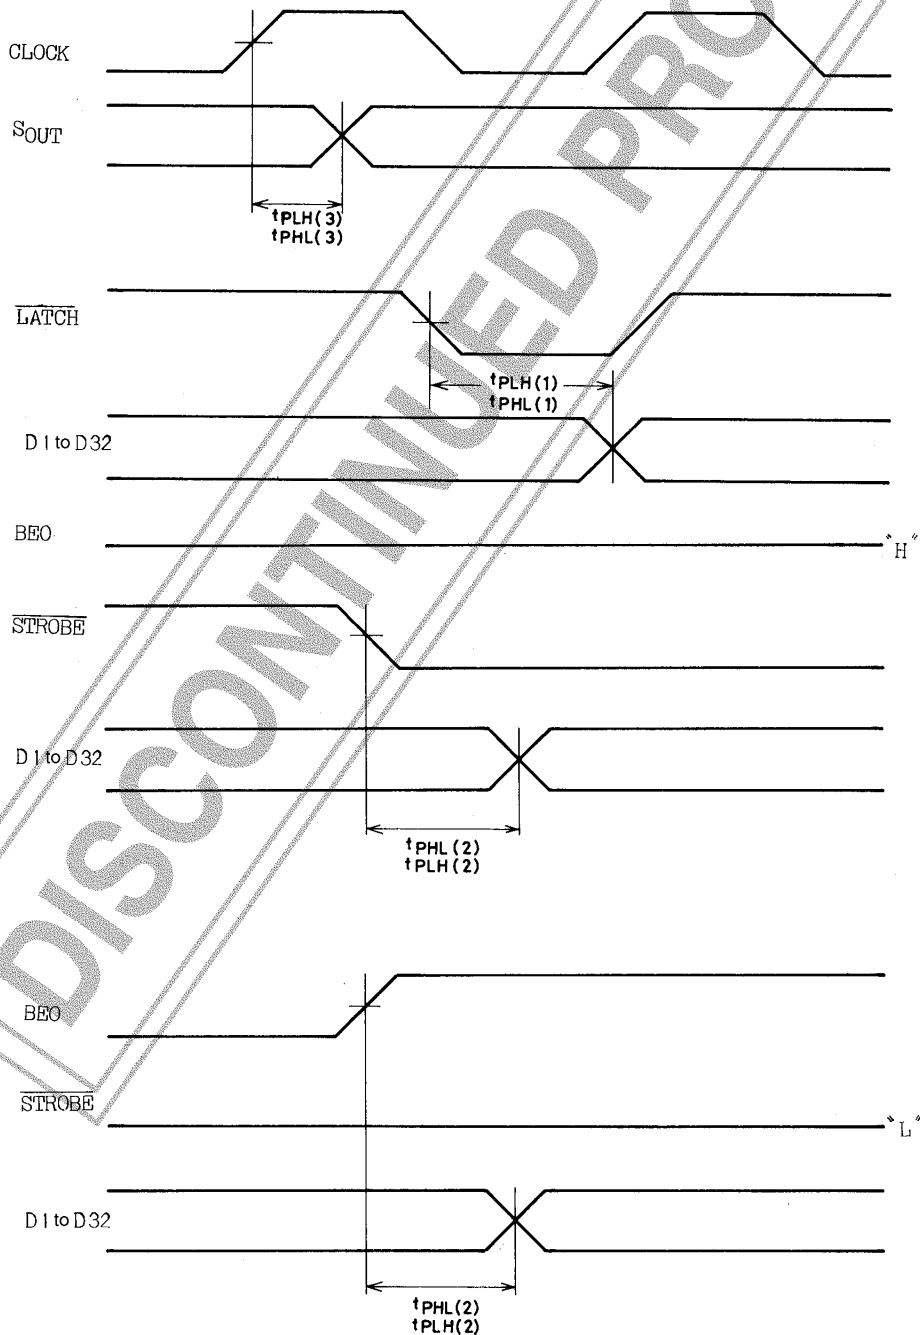 CLOCK
SOUT
tPLH(3)
tPHL(3)
LATCH
tPLH(1)
tPHL(1)
D1 to D32
BEO
"H"
STROBE
D1 to D32
tPHL(2)
tPLH(2)
BEO
STROBE
"L"
D1 to D32
tPHL(2)
tPLH(2)
DISCONTINUED PRO